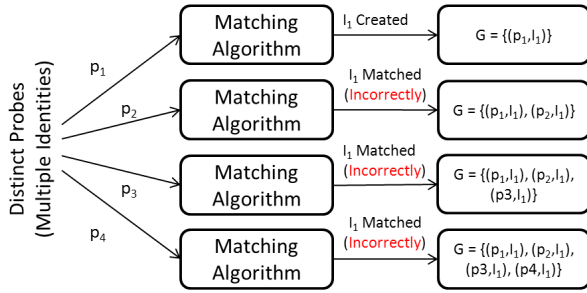 Distinct Probes
(Multiple Identities)
p₁
p₂
p₃
p₄
Matching
Algorithm
I₁ Created
G = {(p₁,I₁)}
Matching
Algorithm
I₁ Matched
(Incorrectly)
G = {(p₁,I₁), (p₂,I₁)}
Matching
Algorithm
I₁ Matched
(Incorrectly)
G = {(p₁,I₁), (p₂,I₁),
(p3,I₁)}
Matching
Algorithm
I₁ Matched
(Incorrectly)
G = {(p₁,I₁), (p₂,I₁),
(p3,I₁), (p4,I₁)}